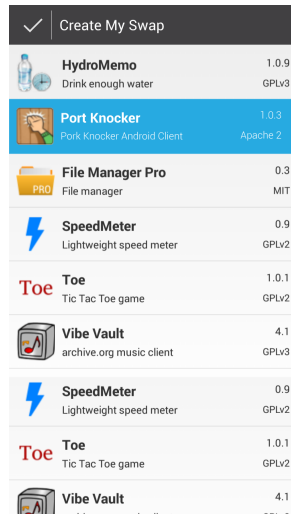 Create My Swap
HydroMemo 1.0.9
Drink enough water GPLv3
Port Knocker 1.0.3
Pork Knocker Android Client Apache 2
File Manager Pro 0.3
PRO File manager MIT
SpeedMeter 0.9
Lightweight speed meter GPLv2
Toe Toe 1.0.1
Tic Tac Toe game GPLv2
Vibe Vault 4.1
archive.org music client GPLv3
SpeedMeter 0.9
Lightweight speed meter GPLv2
Toe Toe 1.0.1
Tic Tac Toe game GPLv2
Vibe Vault 4.1